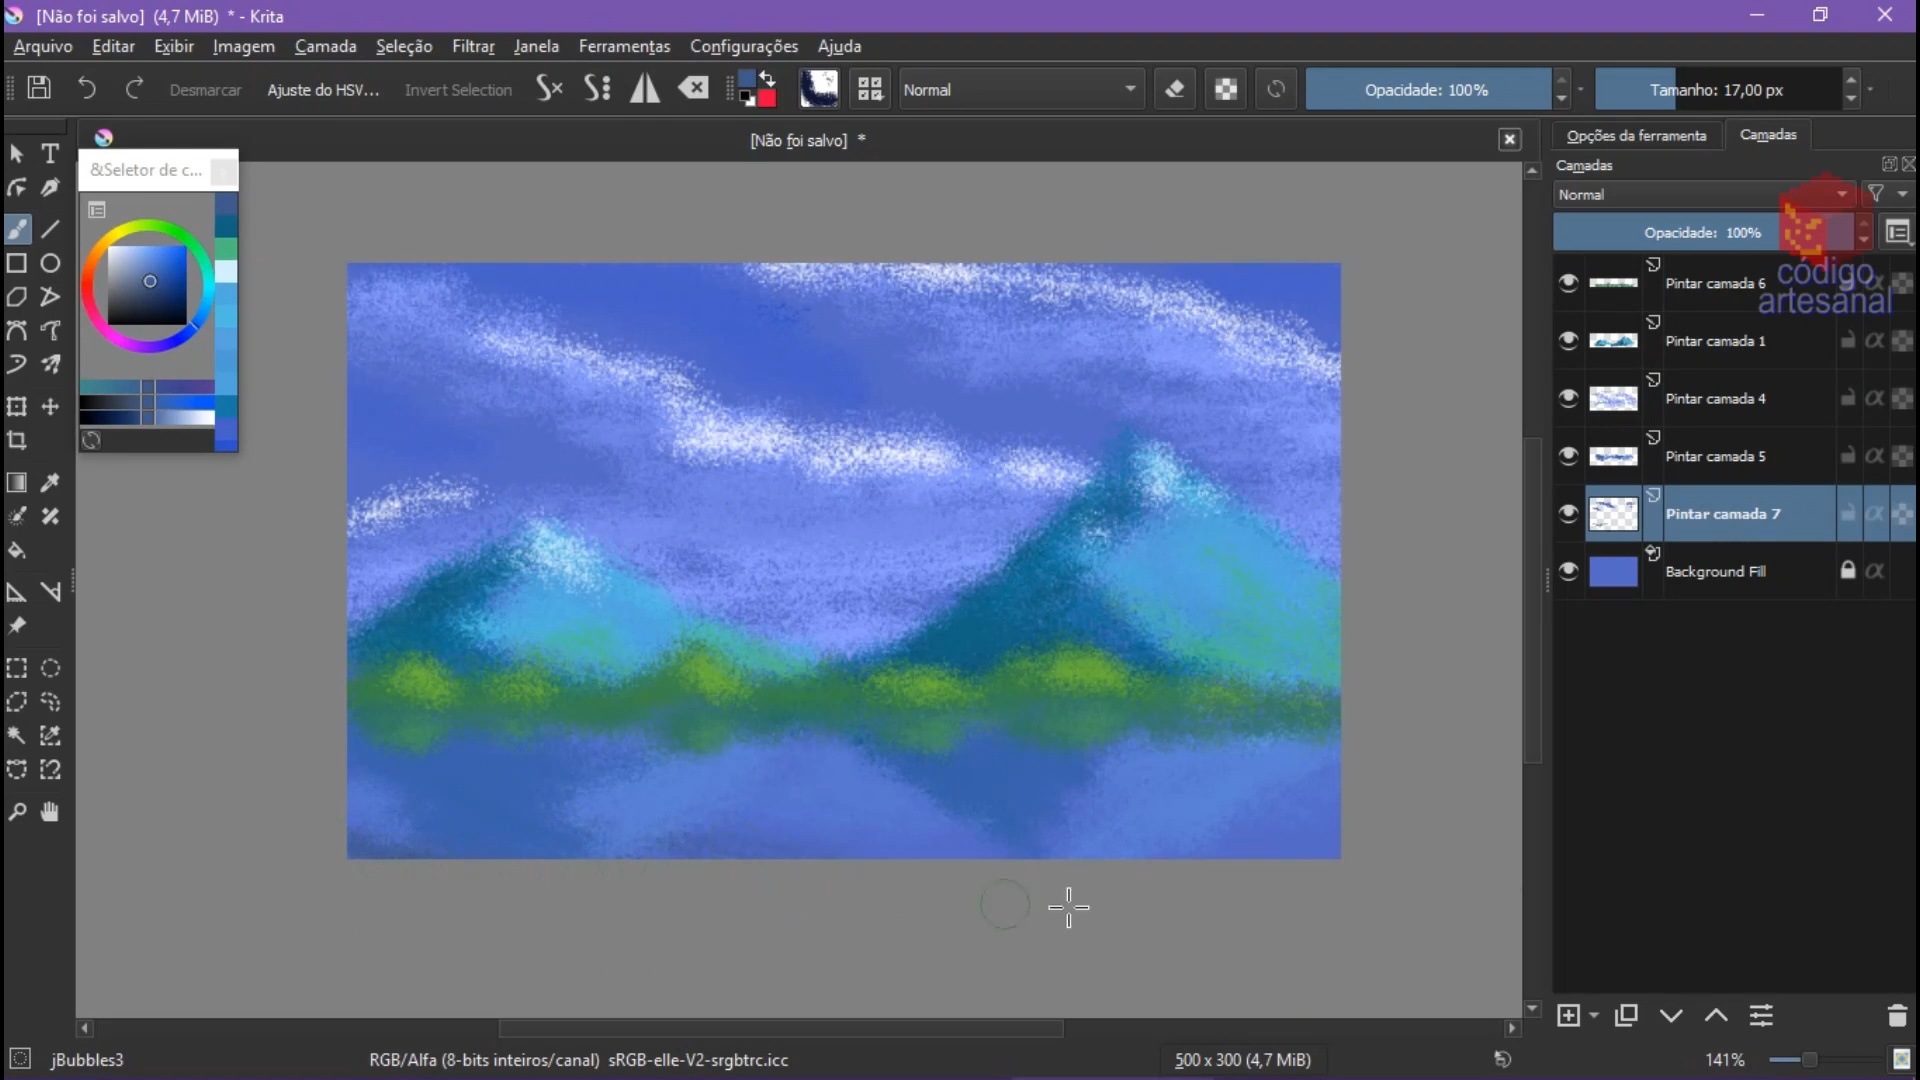 [Não foi salvo]  (4,7 MiB)  * - Krita
Arquivo Editar Exibir Imagem Camada Seleção Filtrar Janela Ferramentas Configurações Ajuda
Desmarcar Ajuste do HSV... Invert Selection Normal Opacidade: 100% Tamanho: 17,00 px
[Não foi salvo]  *
Opções da ferramenta Camadas
&Seletor de c...
Camadas
Normal
Opacidade:  100%
Pintar camada 6
código
artesanal
Pintar camada 1
Pintar camada 4
Pintar camada 5
Pintar camada 7
Background Fill
jBubbles3 RGB/Alfa (8-bits inteiros/canal)  sRGB-elle-V2-srgbtrc.icc 500 x 300 (4,7 MiB) 141%